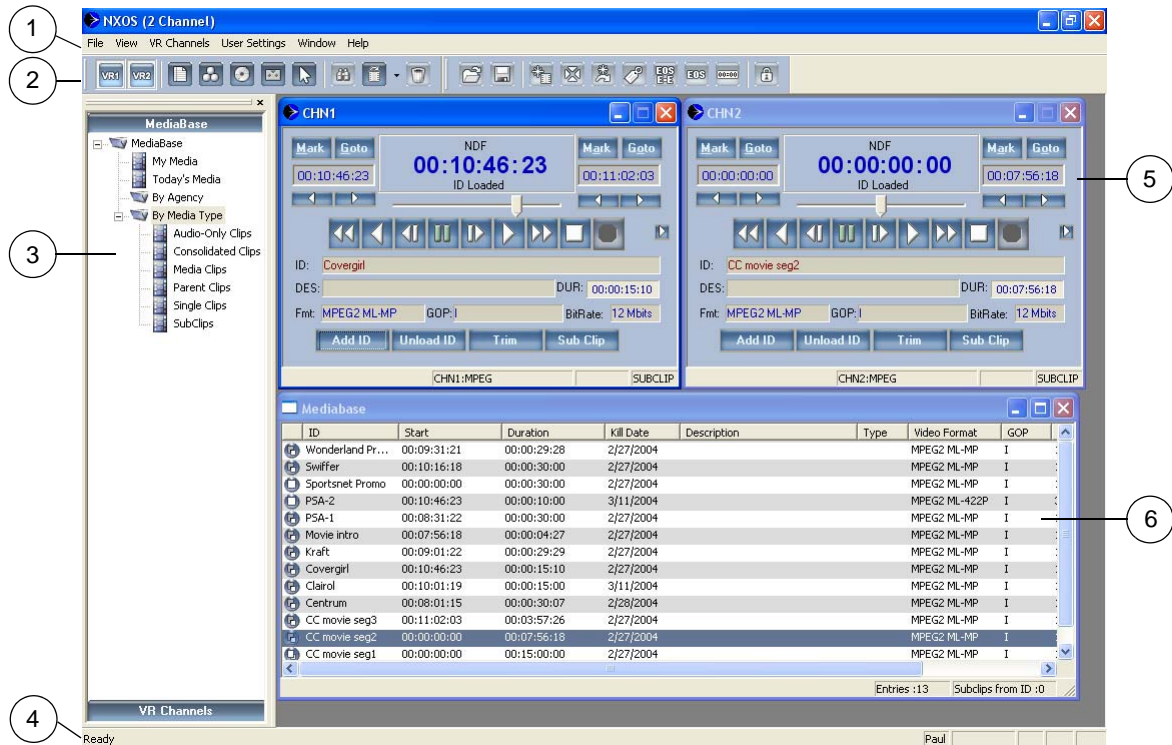 NXOS (2 Channel)
File View VR Channels User Settings Window Help
1
2
VR1 VR2 EOS E-E EOS 00:00
MediaBase
MediaBase
My Media
Today's Media
By Agency
By Media Type
Audio-Only Clips
Consolidated Clips
Media Clips
Parent Clips
Single Clips
SubClips
3
VR Channels
CHN1
Mark Goto NDF Mark Goto
00:10:46:23 00:10:46:23 00:11:02:03
ID Loaded
ID: Covergirl
DES: DUR: 00:00:15:10
Fmt: MPEG2 ML-MP GOP: I BitRate: 12 Mbits
Add ID Unload ID Trim Sub Clip
CHN1:MPEG SUBCLIP
CHN2
Mark Goto NDF Mark Goto
00:00:00:00 00:00:00:00 00:07:56:18
ID Loaded
ID: CC movie seg2
DES: DUR: 00:07:56:18
Fmt: MPEG2 ML-MP GOP: I BitRate: 12 Mbits
Add ID Unload ID Trim Sub Clip
CHN2:MPEG SUBCLIP
5
Mediabase
ID Start Duration Kill Date Description Type Video Format GOP
Wonderland Pr... 00:09:31:21 00:00:29:28 2/27/2004 MPEG2 ML-MP I
Swiffer 00:10:16:18 00:00:30:00 2/27/2004 MPEG2 ML-MP I
Sportsnet Promo 00:00:00:00 00:00:30:00 2/27/2004 MPEG2 ML-MP I
PSA-2 00:10:46:23 00:00:10:00 3/11/2004 MPEG2 ML-422P I
PSA-1 00:08:31:22 00:00:30:00 2/27/2004 MPEG2 ML-MP I
Movie intro 00:07:56:18 00:00:04:27 2/27/2004 MPEG2 ML-MP I
Kraft 00:09:01:22 00:00:29:29 2/27/2004 MPEG2 ML-MP I
Covergirl 00:10:46:23 00:00:15:10 2/27/2004 MPEG2 ML-MP I
Clairol 00:10:01:19 00:00:15:00 3/11/2004 MPEG2 ML-MP I
Centrum 00:08:01:15 00:00:30:07 2/28/2004 MPEG2 ML-MP I
CC movie seg3 00:11:02:03 00:03:57:26 2/27/2004 MPEG2 ML-MP I
CC movie seg2 00:00:00:00 00:07:56:18 2/27/2004 MPEG2 ML-MP I
CC movie seg1 00:00:00:00 00:15:00:00 2/27/2004 MPEG2 ML-MP I
6
Entries :13 Subclips from ID :0
4
Ready Paul